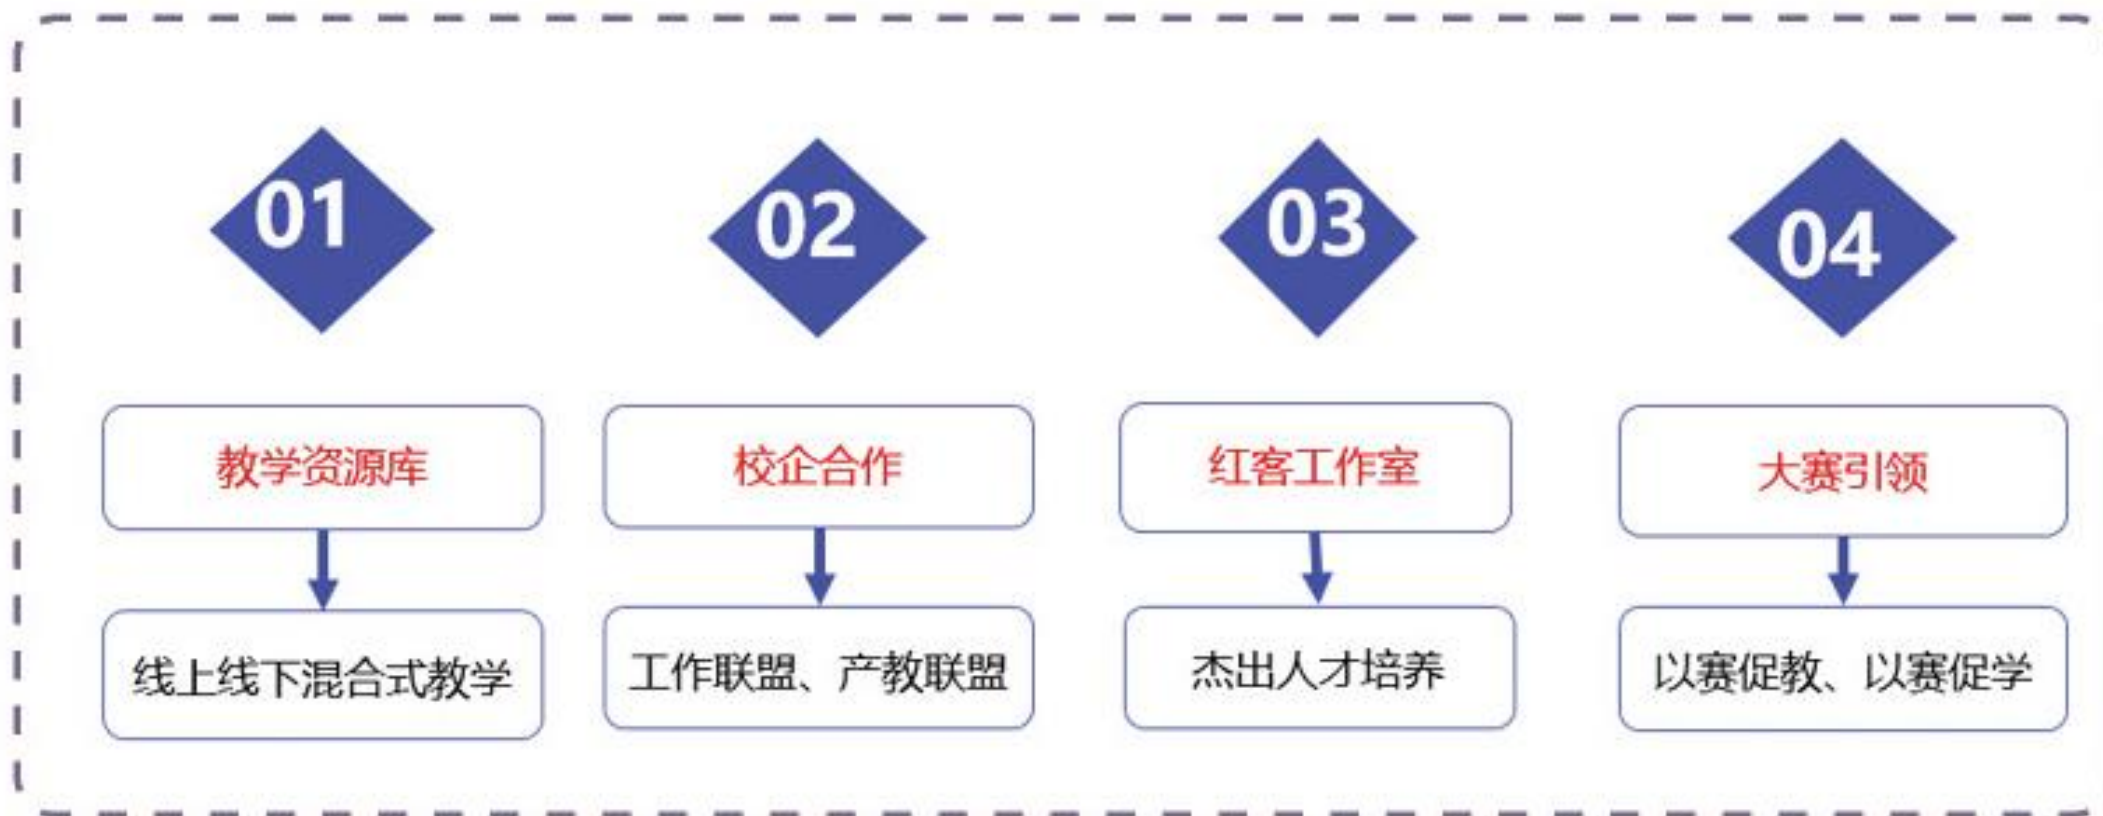 01
02
03
04
教学资源库
校企合作
红客工作室
大赛引领
线上线下混合式教学
工作联盟、产教联盟
杰出人才培养
以赛促教、以赛促学